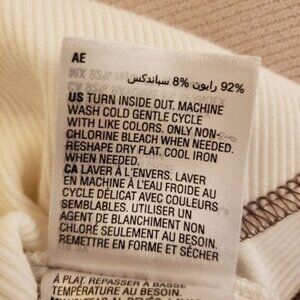 AE
92% رايون 8% سباندكس
US TURN INSIDE OUT. MACHINE
WASH COLD GENTLE CYCLE
WITH LIKE COLORS. ONLY NON-
CHLORINE BLEACH WHEN NEEDED.
RESHAPE DRY FLAT. COOL IRON
WHEN NEEDED.
CA LAVER À L'ENVERS. LAVER
EN MACHINE À L'EAU FROIDE AU
CYCLE DÉLICAT AVEC COULEURS
SEMBLABLES. UTILISER UN
AGENT DE BLANCHIMENT NON
CHLORÉ SEULEMENT AU BESOIN.
REMETTRE EN FORME ET SÉCHER
À PLAT. REPASSER À BASSE
TEMPÉRATURE AU BESOIN.